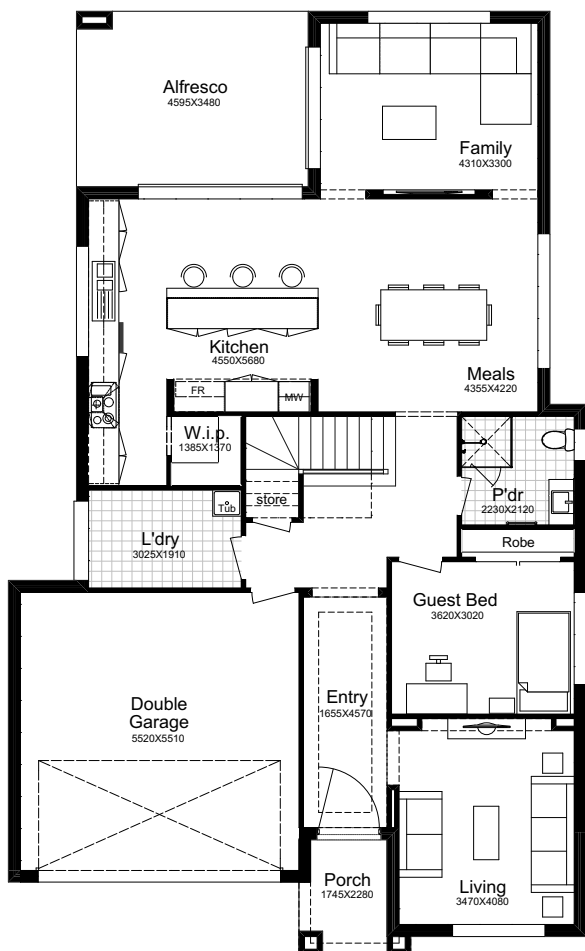 Alfresco
4595X3480
Family
4310X3300
Kitchen
4550X5680
Meals
4355X4220
FR
MW
W.i.p.
1385X1370
store
P'dr
2230X2120
Tub
L'dry
3025X1910
Robe
Guest Bed
3620X3020
Entry
1655X4570
Double
Garage
5520X5510
Porch
1745X2280
Living
3470X4080